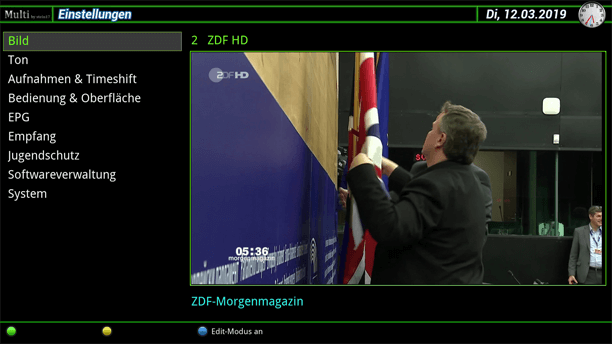 Multi
Einstellungen
Di, 12.03.2019
Bild
Ton
Aufnahmen & Timeshift
Bedienung & Oberfläche
EPG
Empfang
Jugendschutz
Softwareverwaltung
System
2 ZDF HD
ZDF HD
05:36
morgenmagazin
ZDF-Morgenmagazin
Edit-Modus an